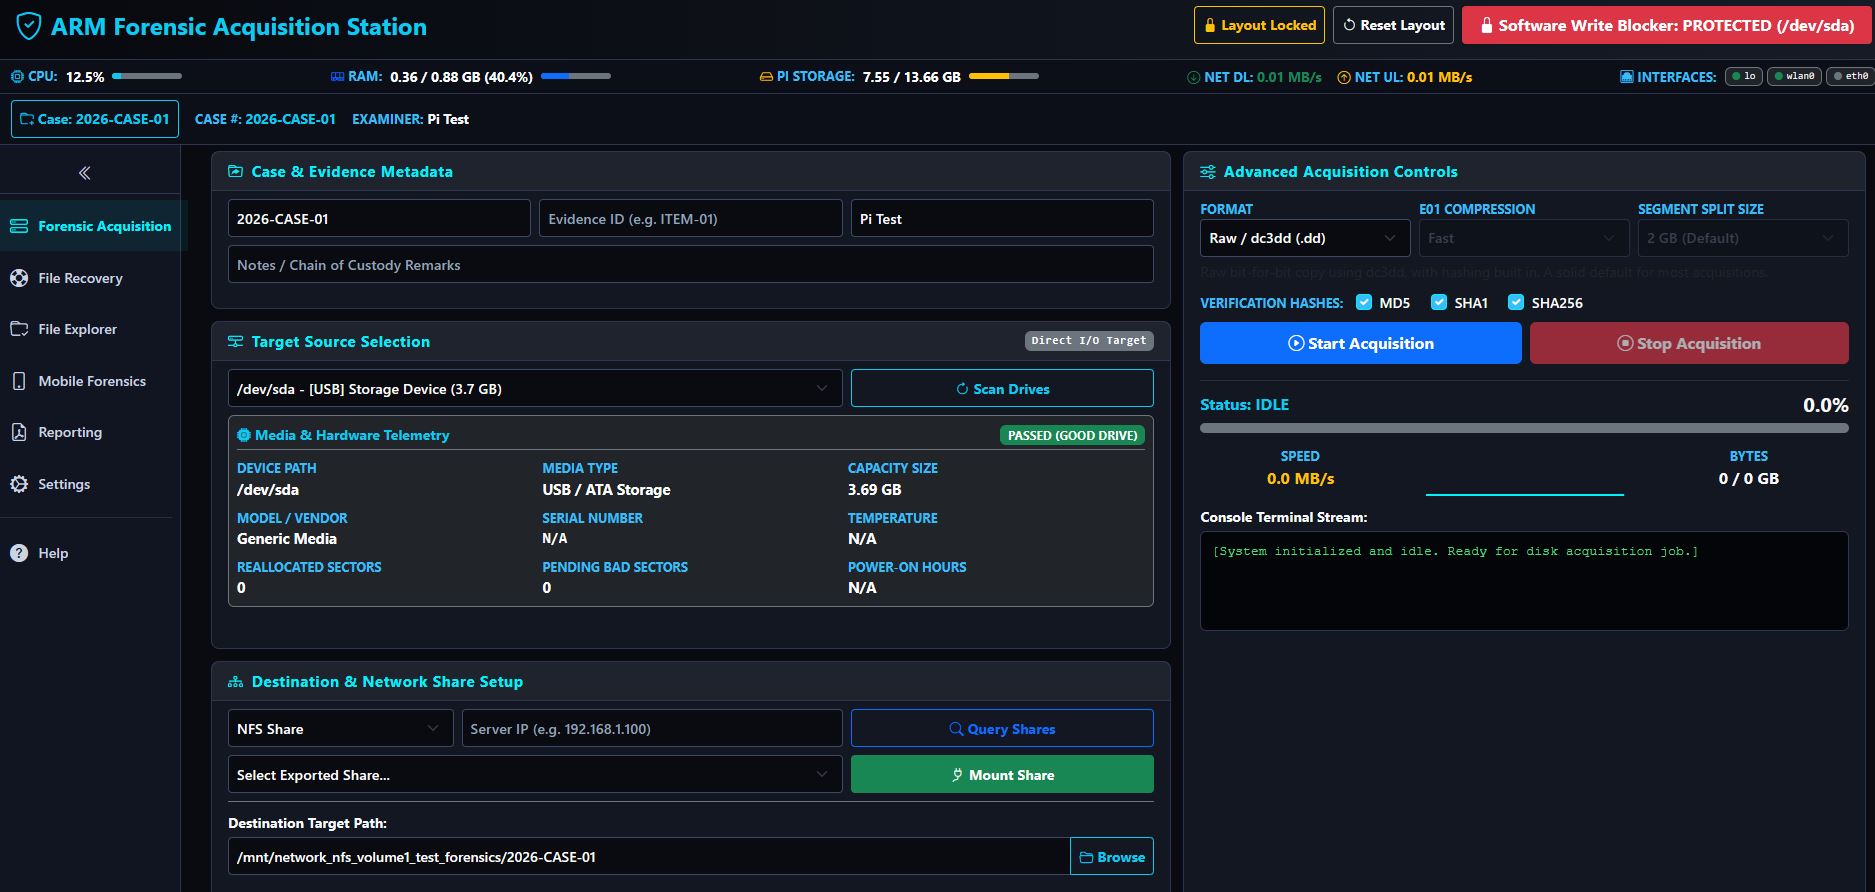 ARM Forensic Acquisition Station
Layout Locked
Reset Layout
Software Write Blocker: PROTECTED (/dev/sda)
CPU: 12.5%
RAM: 0.36 / 0.88 GB (40.4%)
PI STORAGE: 7.55 / 13.66 GB
NET DL: 0.01 MB/s
NET UL: 0.01 MB/s
INTERFACES: lo wlan0 eth0
Case: 2026-CASE-01
CASE #: 2026-CASE-01
EXAMINER: Pi Test
Forensic Acquisition
File Recovery
File Explorer
Mobile Forensics
Reporting
Settings
Help
Case & Evidence Metadata
2026-CASE-01
Evidence ID (e.g. ITEM-01)
Pi Test
Notes / Chain of Custody Remarks
Target Source Selection
Direct I/O Target
/dev/sda - [USB] Storage Device (3.7 GB)
Scan Drives
Media & Hardware Telemetry
PASSED (GOOD DRIVE)
DEVICE PATH
/dev/sda
MEDIA TYPE
USB / ATA Storage
CAPACITY SIZE
3.69 GB
MODEL / VENDOR
Generic Media
SERIAL NUMBER
N/A
TEMPERATURE
N/A
REALLOCATED SECTORS
0
PENDING BAD SECTORS
0
POWER-ON HOURS
N/A
Destination & Network Share Setup
NFS Share
Server IP (e.g. 192.168.1.100)
Query Shares
Select Exported Share...
Mount Share
Destination Target Path:
/mnt/network_nfs_volume1_test_forensics/2026-CASE-01
Browse
Advanced Acquisition Controls
FORMAT
Raw / dc3dd (.dd)
E01 COMPRESSION
Fast
SEGMENT SPLIT SIZE
2 GB (Default)
Raw bit-for-bit copy using dc3dd, with hashing built in. A solid default for most acquisitions.
VERIFICATION HASHES: MD5 SHA1 SHA256
Start Acquisition
Stop Acquisition
Status: IDLE
0.0%
SPEED
0.0 MB/s
BYTES
0 / 0 GB
Console Terminal Stream:
[System initialized and idle. Ready for disk acquisition job.]